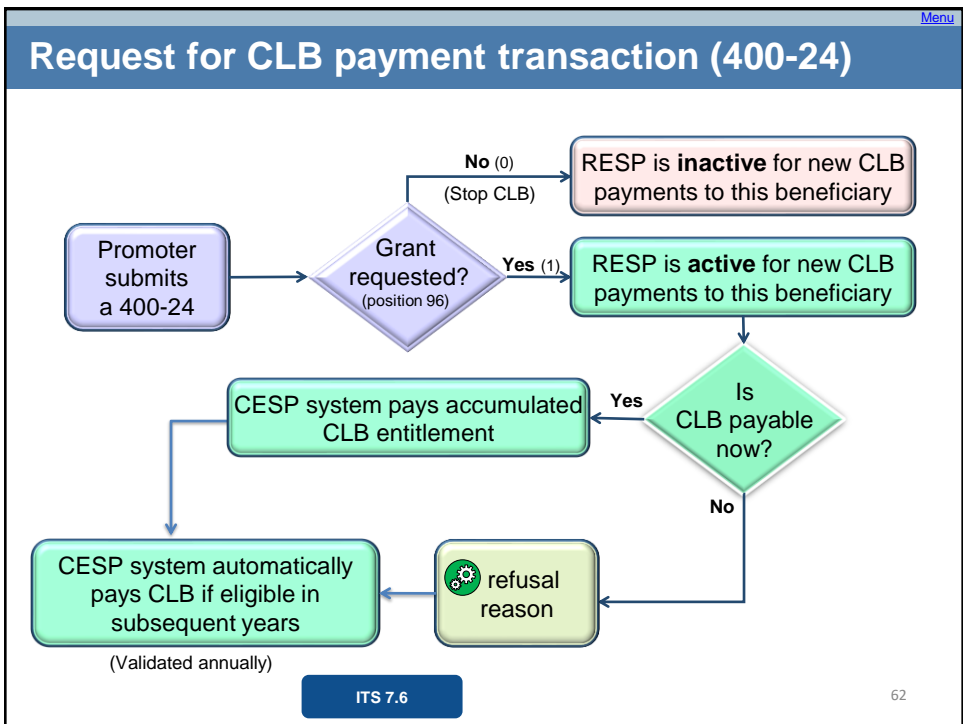 Menu
Request for CLB payment transaction (400-24)
No (0)
(Stop CLB)
RESP is inactive for new CLB
payments to this beneficiary
Promoter
submits
a 400-24
Grant
requested?
(position 96)
Yes (1)
RESP is active for new CLB
payments to this beneficiary
Is
CLB payable
now?
Yes
CESP system pays accumulated
CLB entitlement
No
refusal
reason
CESP system automatically
pays CLB if eligible in
subsequent years
(Validated annually)
ITS 7.6
62